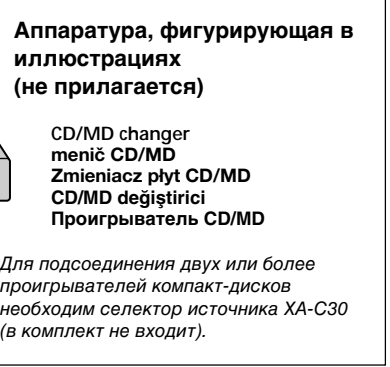 Аппаратура, фигурирующая в
иллюстрациях
(не прилагается)
CD/MD changer
menič CD/MD
Zmieniacz płyt CD/MD
CD/MD değiştirici
Проигрыватель CD/MD
Для подсоединения двух или более
проигрывателей компакт-дисков
необходим селектор источника XA-C30
(в комплект не входит).